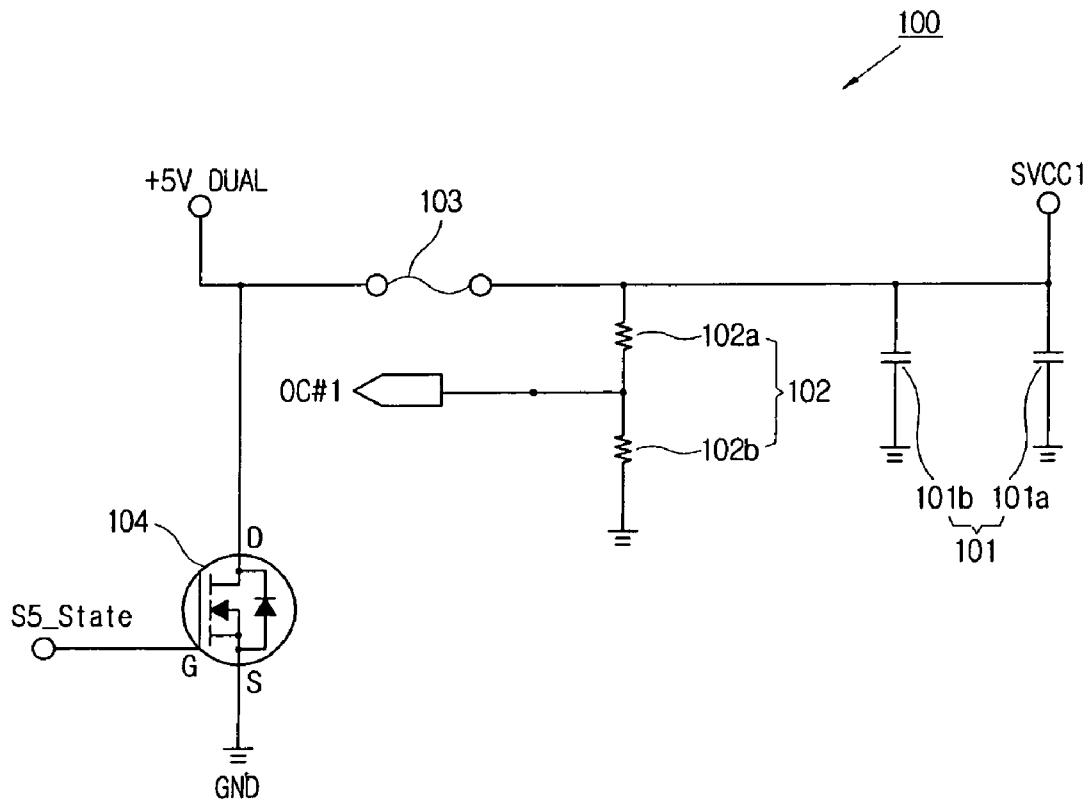 100
+5V DUAL
SVCC1
103
102a
OC#1
102
102b
101b
101a
101
104
D
S5_State
G
S
GND